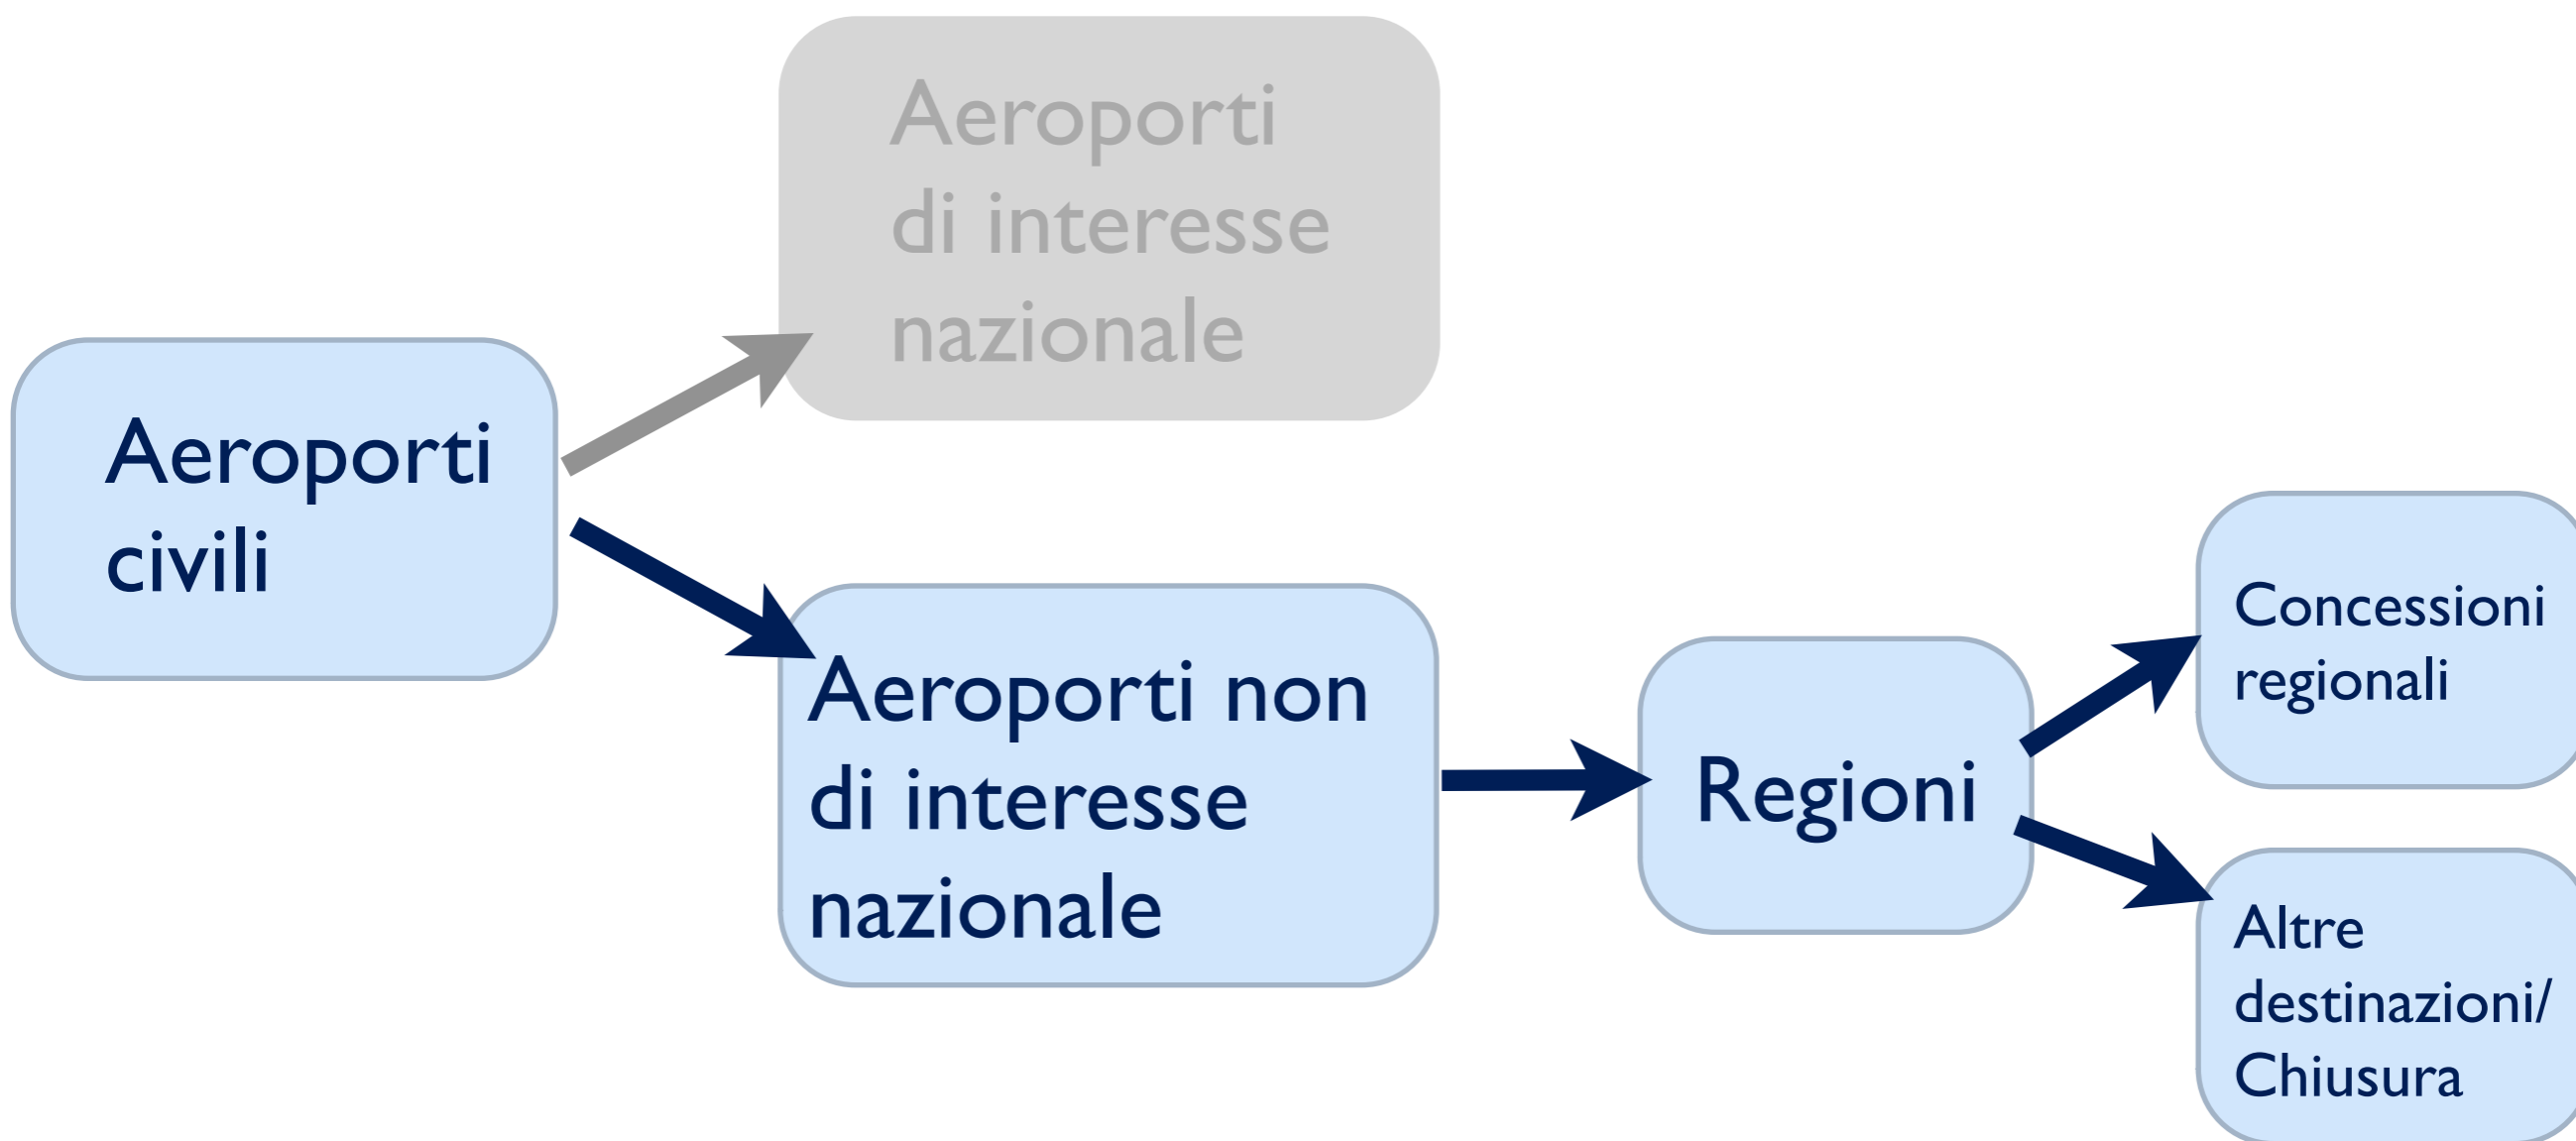 Aeroporti
di interesse
nazionale
Aeroporti
civili
Aeroporti non
di interesse
nazionale
Regioni
Concessioni
regionali
Altre
destinazioni/
Chiusura